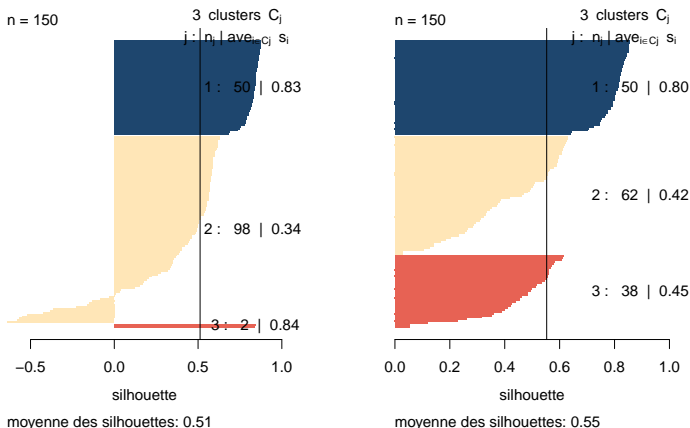 n = 150
3 clusters Cⱼ
j : nⱼ | aveᵢ∈Cj sᵢ
1 : 50 | 0.83
2 : 98 | 0.34
3 : 2 | 0.84
−0.5 0.0 0.5 1.0
silhouette
moyenne des silhouettes: 0.51
n = 150
3 clusters Cⱼ
j : nⱼ | aveᵢ∈Cj sᵢ
1 : 50 | 0.80
2 : 62 | 0.42
3 : 38 | 0.45
0.0 0.2 0.4 0.6 0.8 1.0
silhouette
moyenne des silhouettes: 0.55